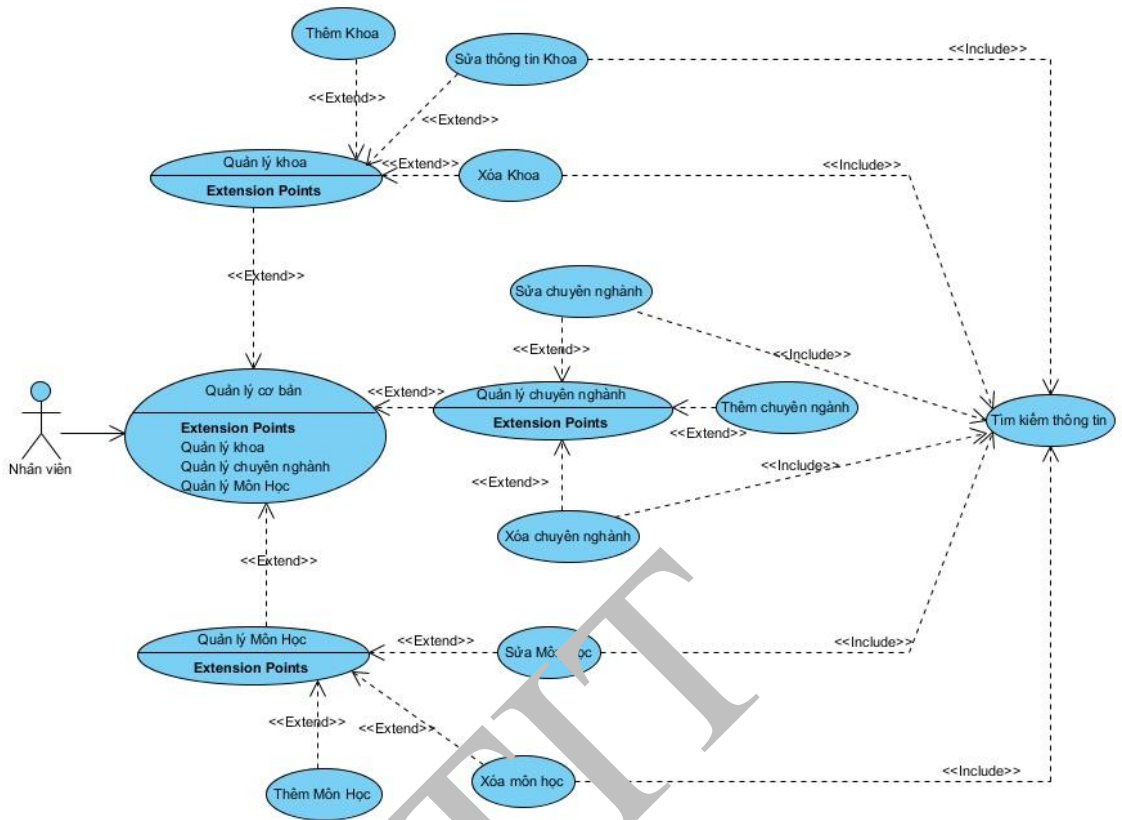 Thêm Khoa
Sửa thông tin Khoa
<<Include>>
<<Extend>>
<<Extend>>
Quản lý khoa
Extension Points
<<Extend>>
Xóa Khoa
<<Include>>
<<Extend>>
Sửa chuyên nghành
<<Extend>>
<<Include>>
Quản lý cơ bản
Extension Points
Quản lý khoa
Quản lý chuyên nghành
Quản lý Môn Học
<<Extend>>
Quản lý chuyên nghành
Extension Points
Thêm chuyên ngành
<<Extend>>
Tìm kiếm thông tin
Nhân viên
<<Include>>
<<Extend>>
Xóa chuyên nghành
<<Extend>>
Quản lý Môn Học
Extension Points
<<Extend>>
Sửa Môn Học
<<Include>>
<<Extend>>
<<Extend>>
Thêm Môn Học
Xóa môn học
<<Include>>